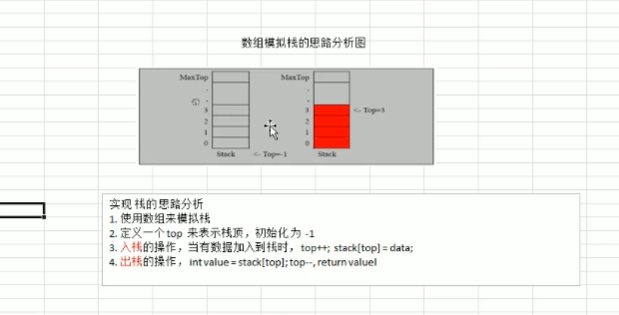 数组模拟栈的思路分析图
MaxTop
3
2
1
0
Stack
<- Top=-1
MaxTop
3
2
1
0
<- Top=3
Stack
实现 栈的 思路分析
1. 使用数组来模拟栈
2. 定义一个 top 来表示栈顶，初始化 为 -1
3. 入栈的操作，当有数据加入到栈时，top++; stack[top] = data;
4. 出栈的操作， int value = stack[top]; top--, return valuel